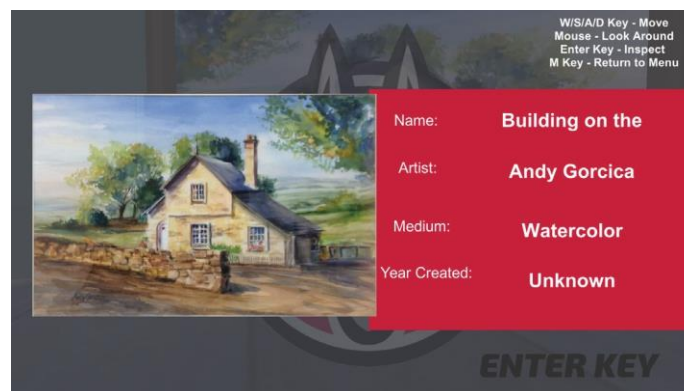 W/S/A/D Key - Move
Mouse - Look Around
Enter Key - Inspect
M Key - Return to Menu
Name: Building on the
Artist: Andy Gorcica
Medium: Watercolor
Year Created: Unknown
ENTER KEY